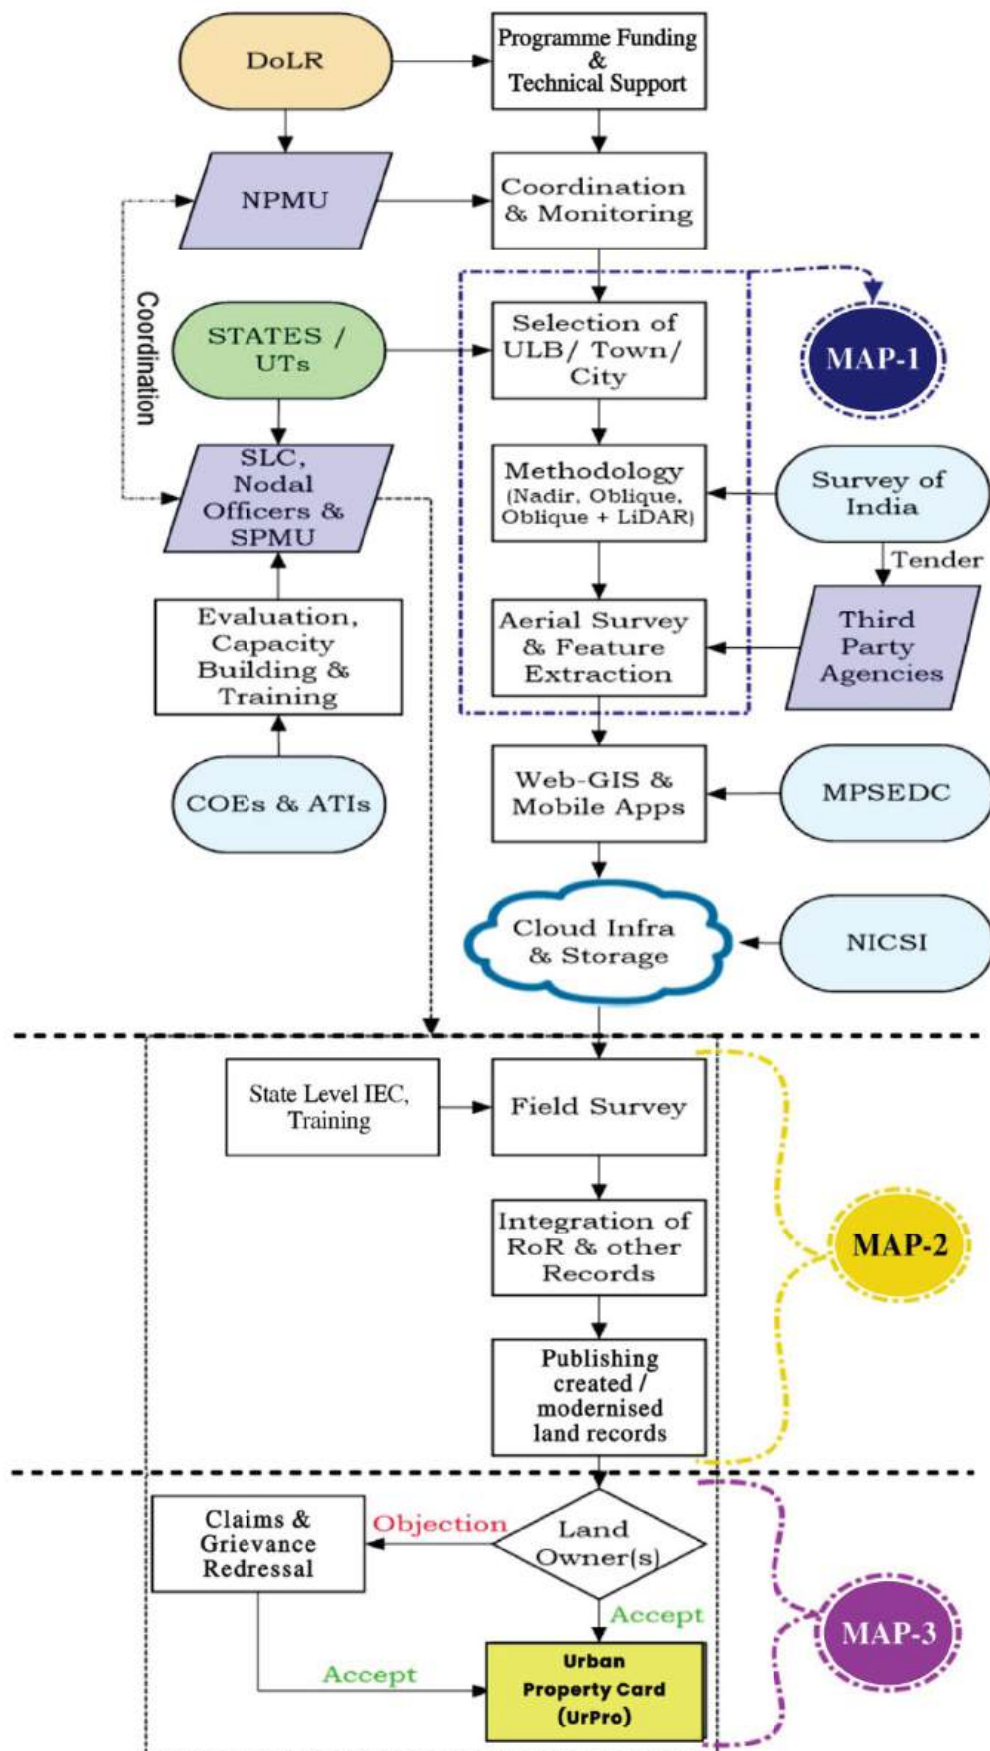 DoLR
Programme Funding
&
Technical Support
NPMU
Coordination
& Monitoring
Coordination
STATES /
UTs
Selection of
ULB/ Town/
City
MAP-1
SLC,
Nodal
Officers &
SPMU
Methodology
(Nadir, Oblique,
Oblique + LiDAR)
Survey of
India
Tender
Evaluation,
Capacity
Building &
Training
Aerial Survey
& Feature
Extraction
Third
Party
Agencies
COEs & ATIs
Web-GIS &
Mobile Apps
MPSEDC
Cloud Infra
& Storage
NICSI
State Level IEC,
Training
Field Survey
Integration of
RoR & other
Records
MAP-2
Publishing
created /
modernised
land records
Claims &
Grievance
Redressal
Objection
Land
Owner(s)
Accept
MAP-3
Accept
Urban
Property Card
(UrPro)